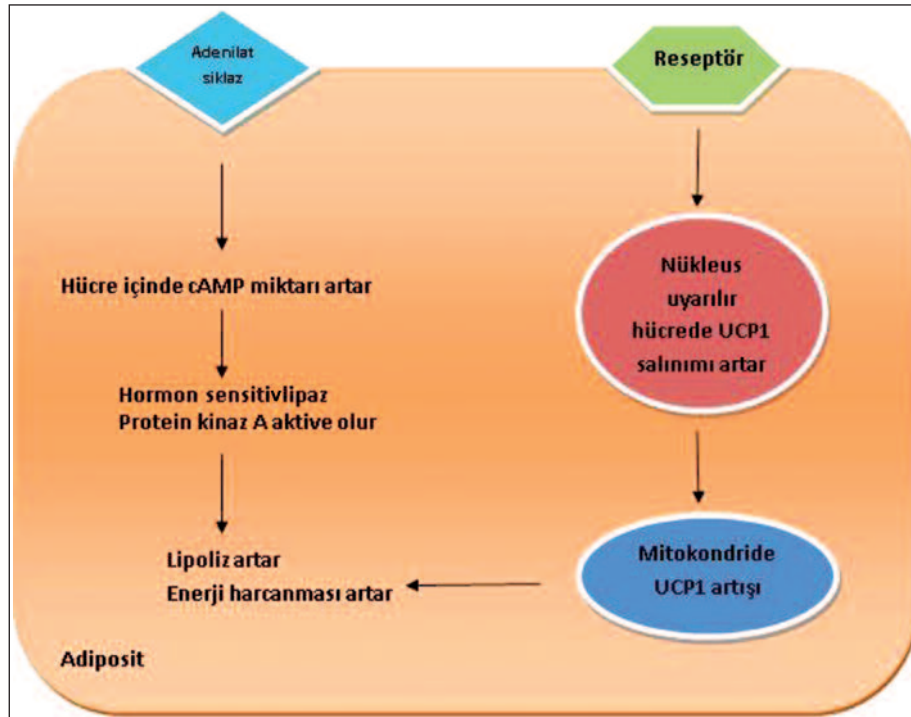 Adenilat
siklaz
Reseptör
Hücre içinde cAMP miktarı artar
Hormon sensitivlipaz
Protein kinaz A aktive olur
Lipoliz artar
Enerji harcanması artar
Nükleus
uyarılır
hücrede UCP1
salınımı artar
Mitokondride
UCP1 artışı
Adiposit